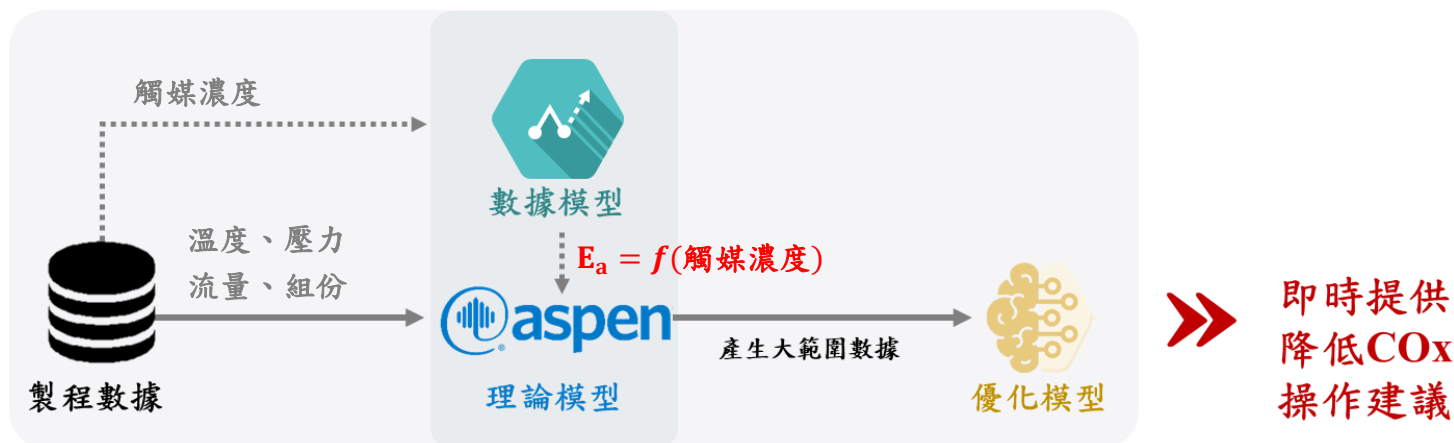 觸媒濃度
數據模型
溫度、壓力
流量、組份
Eₐ = f(觸媒濃度)
aspen
產生大範圍數據
製程數據
理論模型
優化模型
即時提供
降低COx
操作建議